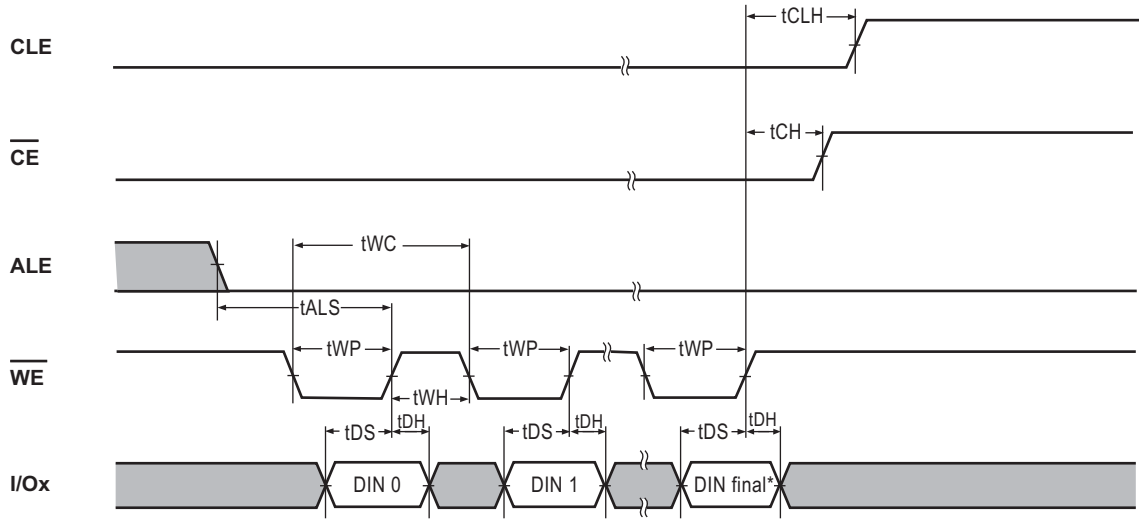 tCLH
CLE
tCH
CE
tWC
ALE
tALS
tWP tWP tWP
WE
tWH
tDS tDH tDS tDH tDS tDH
I/Ox DIN 0 DIN 1 DIN final*